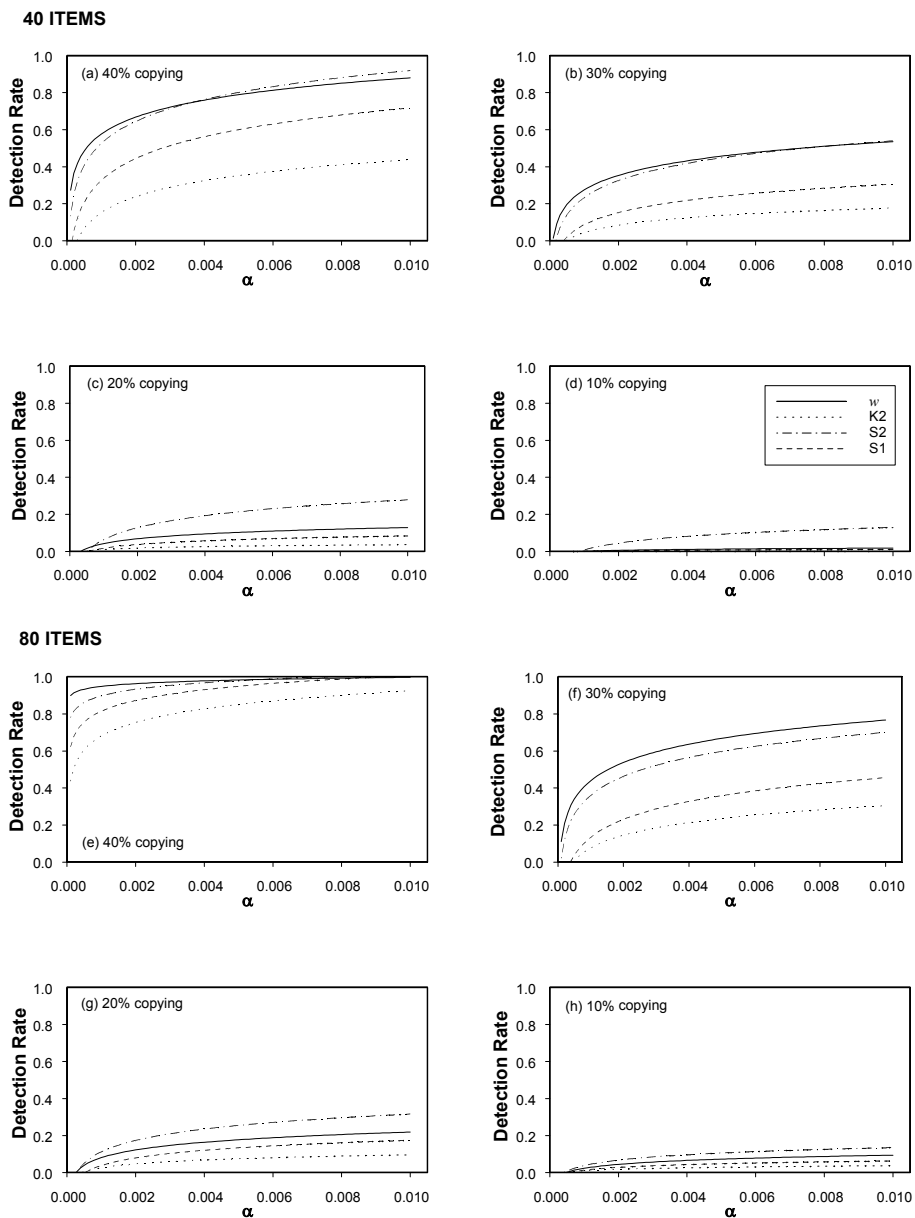 40 ITEMS
(a) 40% copying
Detection Rate
1.0
0.8
0.6
0.4
0.2
0.0
0.000 0.002 0.004 0.006 0.008 0.010
α
(b) 30% copying
Detection Rate
1.0
0.8
0.6
0.4
0.2
0.0
0.000 0.002 0.004 0.006 0.008 0.010
α
(c) 20% copying
Detection Rate
1.0
0.8
0.6
0.4
0.2
0.0
0.000 0.002 0.004 0.006 0.008 0.010
α
(d) 10% copying
Detection Rate
1.0
0.8
0.6
0.4
0.2
0.0
0.000 0.002 0.004 0.006 0.008 0.010
α
w
K2
S2
S1
80 ITEMS
(e) 40% copying
Detection Rate
1.0
0.8
0.6
0.4
0.2
0.0
0.000 0.002 0.004 0.006 0.008 0.010
α
(f) 30% copying
Detection Rate
1.0
0.8
0.6
0.4
0.2
0.0
0.000 0.002 0.004 0.006 0.008 0.010
α
(g) 20% copying
Detection Rate
1.0
0.8
0.6
0.4
0.2
0.0
0.000 0.002 0.004 0.006 0.008 0.010
α
(h) 10% copying
Detection Rate
1.0
0.8
0.6
0.4
0.2
0.0
0.000 0.002 0.004 0.006 0.008 0.010
α